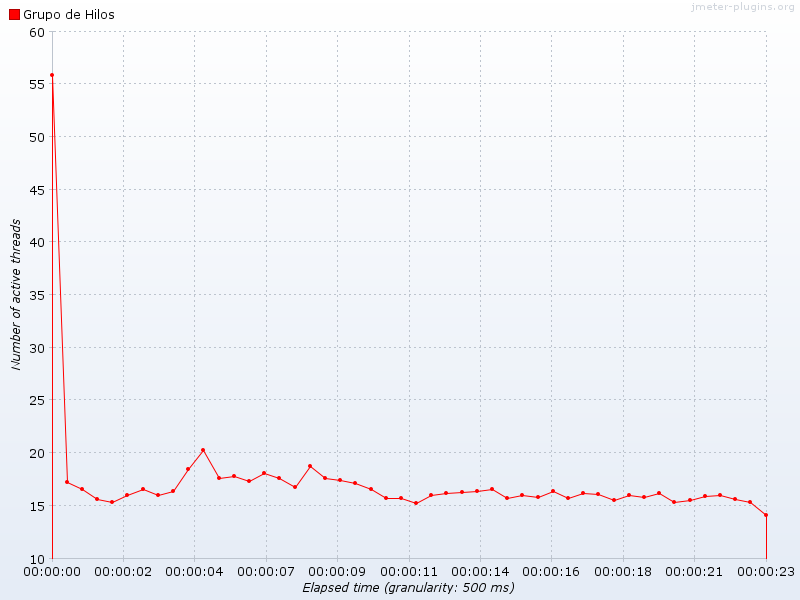 jmeter-plugins.org
Grupo de Hilos
60
55
50
45
40
35
30
25
20
15
10
Number of active threads
00:00:00 00:00:02 00:00:04 00:00:07 00:00:09 00:00:11 00:00:14 00:00:16 00:00:18 00:00:21 00:00:23
Elapsed time (granularity: 500 ms)